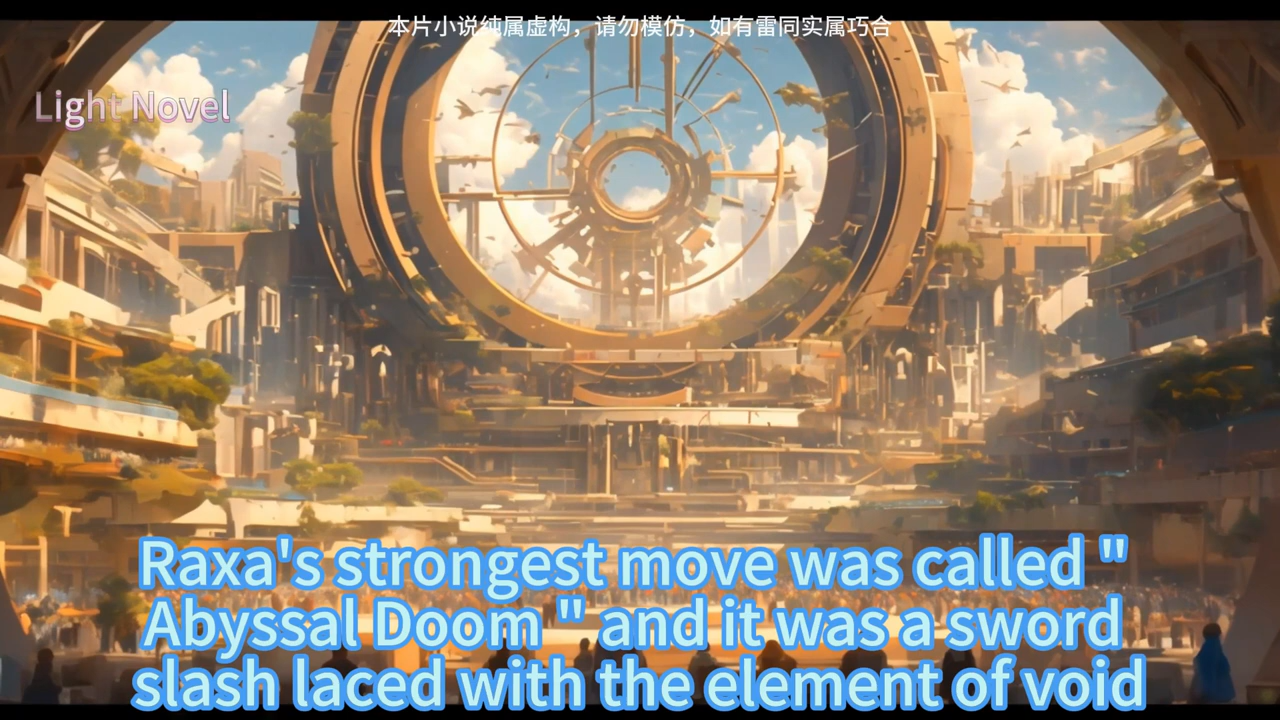 本片小说纯属虚构，请勿模仿，如有雷同实属巧合
Light Novel
Raxa's strongest move was called "
Abyssal Doom " and it was a sword
slash laced with the element of void